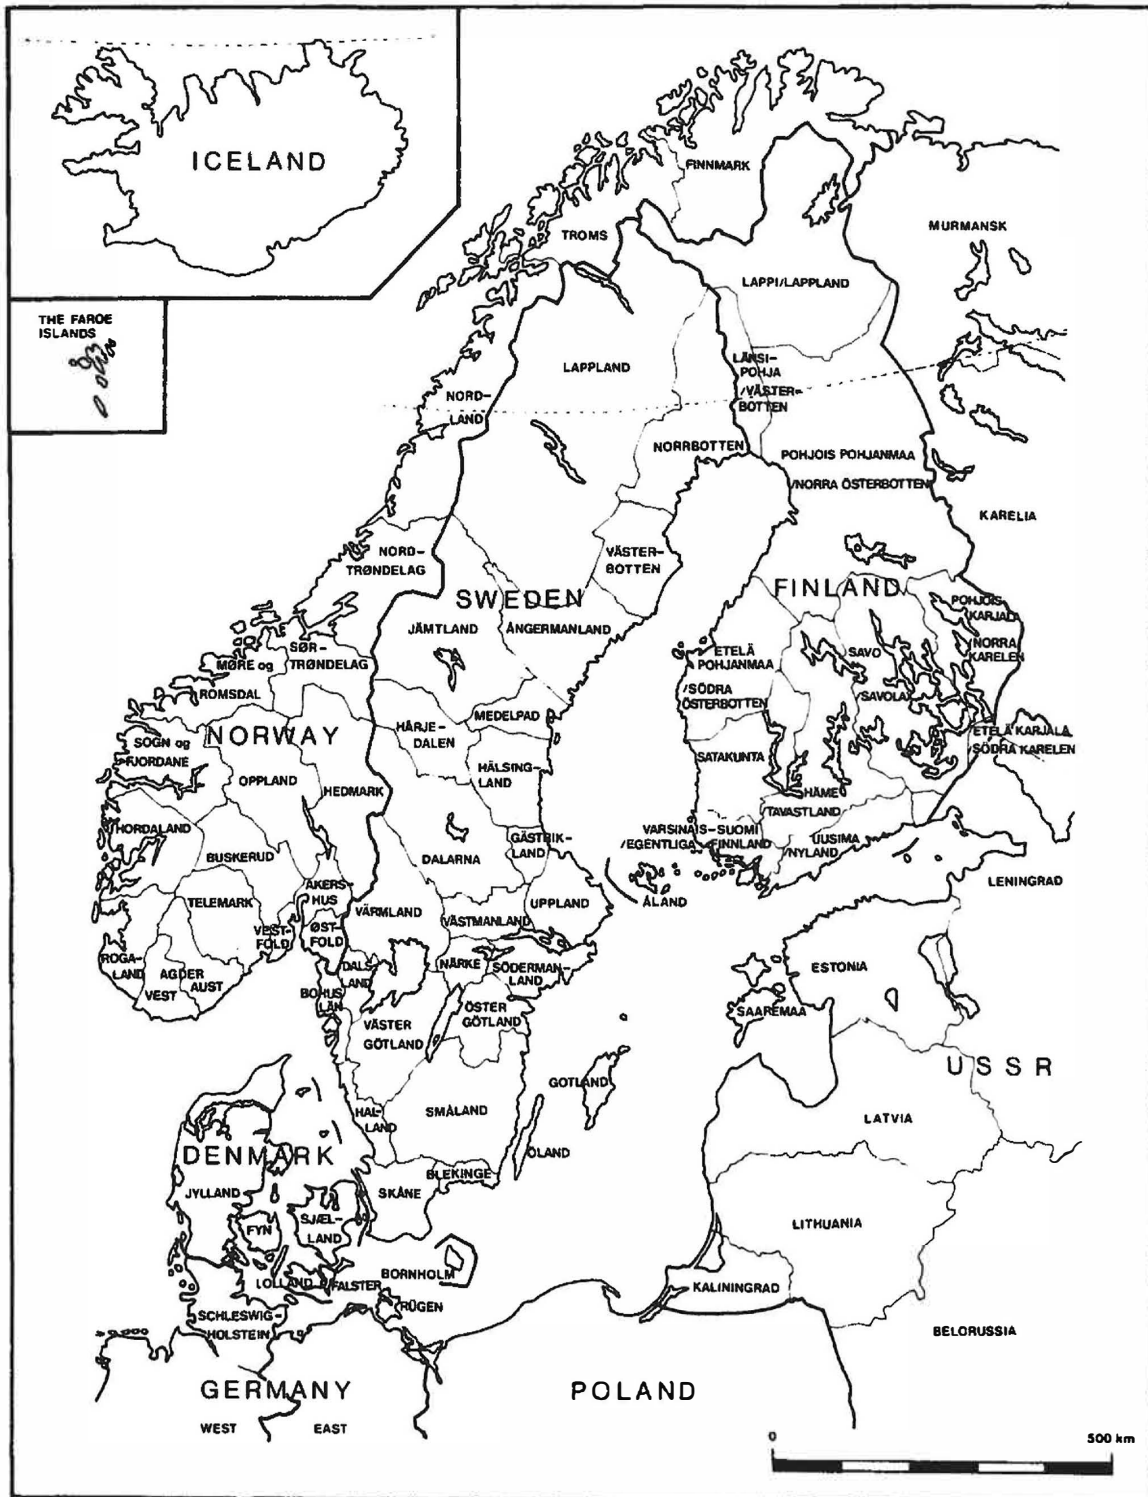 ICELAND
THE FAROE
ISLANDS
FINNMARK
TROMS
MURMANSK
LAPPI/LAPPLAND
LAPPLAND
LÄNSI-
POHJA
/VÄSTER-
BOTTEN
NORD-
LAND
NORRBOTTEN
POHJOIS POHJANMAA
/NORRA ÖSTERBOTTEN
KARELIA
NORD-
TRØNDELAG
VÄSTER-
BOTTEN
SWEDEN
FINLAND
POHJOIS
KARJALA
/NORRA
KARELEN
JÄMTLAND
ÅNGERMANLAND
SØR-
TRØNDELAG
MØRE og
ROMSDAL
ETELÄ
POHJANMAA
/SÖDRA
ÖSTERBOTTEN
SAVO
/SAVOLAX
MEDELPAD
HÄRJE-
DALEN
NORWAY
SOGN og
FJORDANE
OPPLAND
HEDMARK
HÄLSING-
LAND
SATAKUNTA
ETELÄ KARJALA
/SÖDRA KARELEN
HÄME
/TAVASTLAND
HORDALAND
BUSKERUD
DALARNA
GÄSTRIK-
LAND
VARSINAIS-SUOMI
/EGENTLIGA FINNLAND
UUSIMA
/NYLAND
ÅLAND
LENINGRAD
AKERS
HUS
TELEMARK
VÄRMLAND
VÄSTMANLAND
UPPLAND
VEST-
FOLD
ØST-
FOLD
ROGA-
LAND
AGDER
VEST
AUST
DALS-
LAND
BOHUS
LÄN
NÄRKE
SÖDERMAN-
LAND
ESTONIA
SAAREMAA
VÄSTER
GÖTLAND
ÖSTER
GÖTLAND
USSR
GOTLAND
HAL-
LAND
SMÅLAND
LATVIA
ÖLAND
DENMARK
BLEKINGE
SKÅNE
JYLLAND
FYN
SJÆL-
LAND
LITHUANIA
LOLLAND
FALSTER
BORNHOLM
RÜGEN
KALININGRAD
SCHLESWIG-
HOLSTEIN
BELORUSSIA
GERMANY
WEST
EAST
POLAND
0
500 km